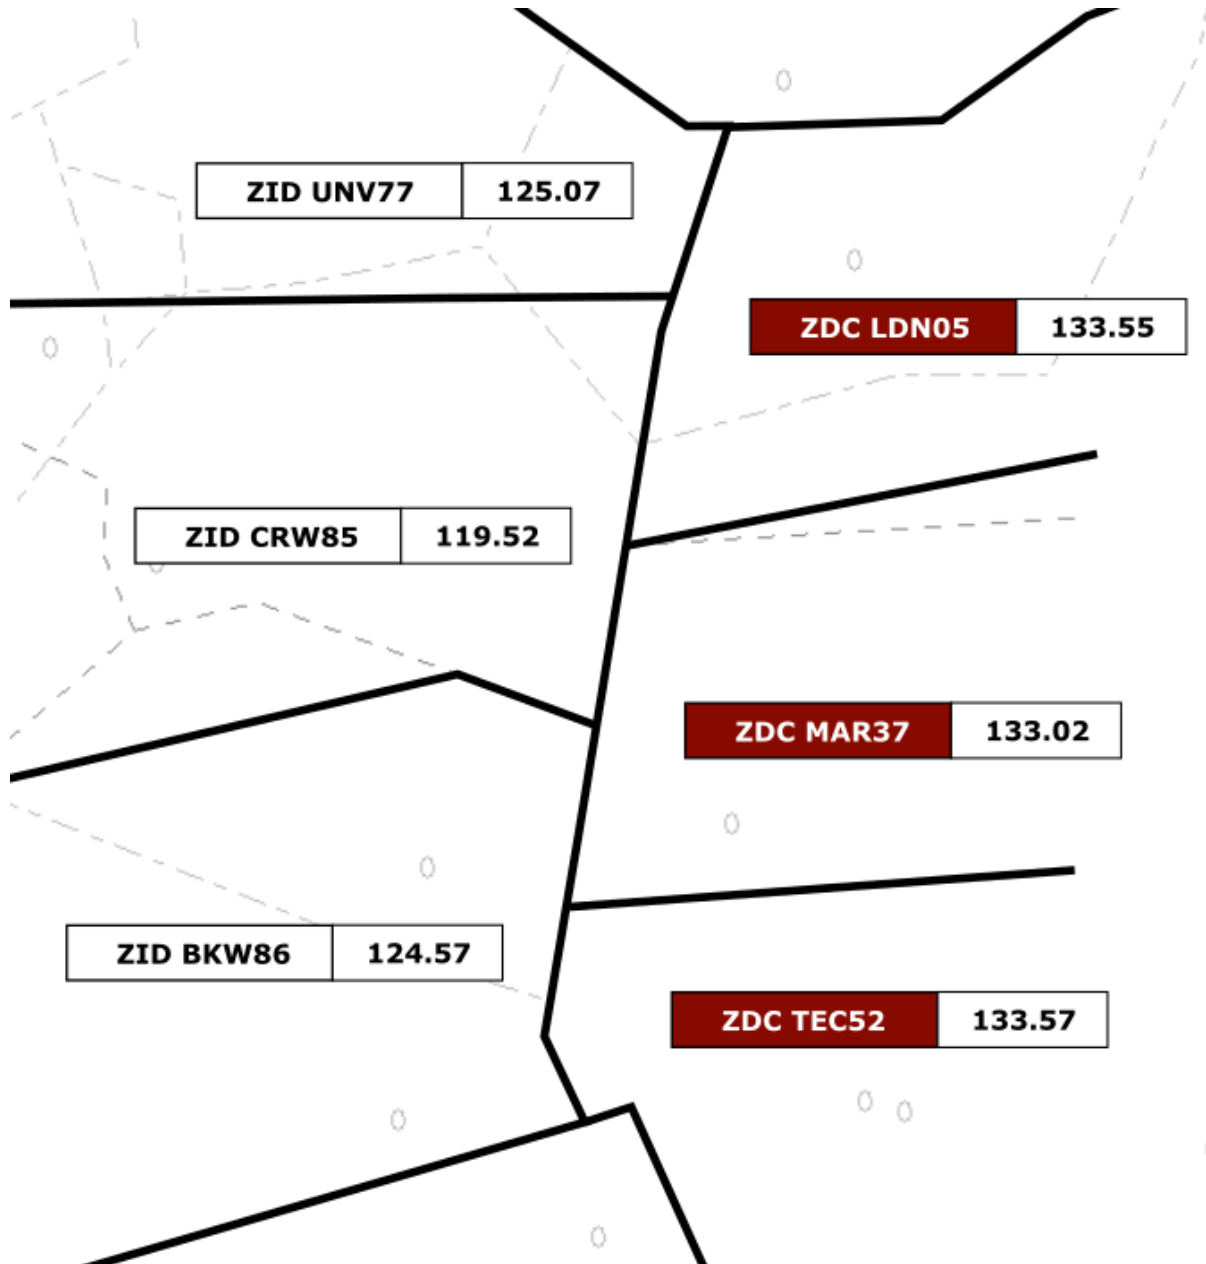 ZID UNV77 125.07
ZDC LDN05 133.55
ZID CRW85 119.52
ZDC MAR37 133.02
ZID BKW86 124.57
ZDC TEC52 133.57